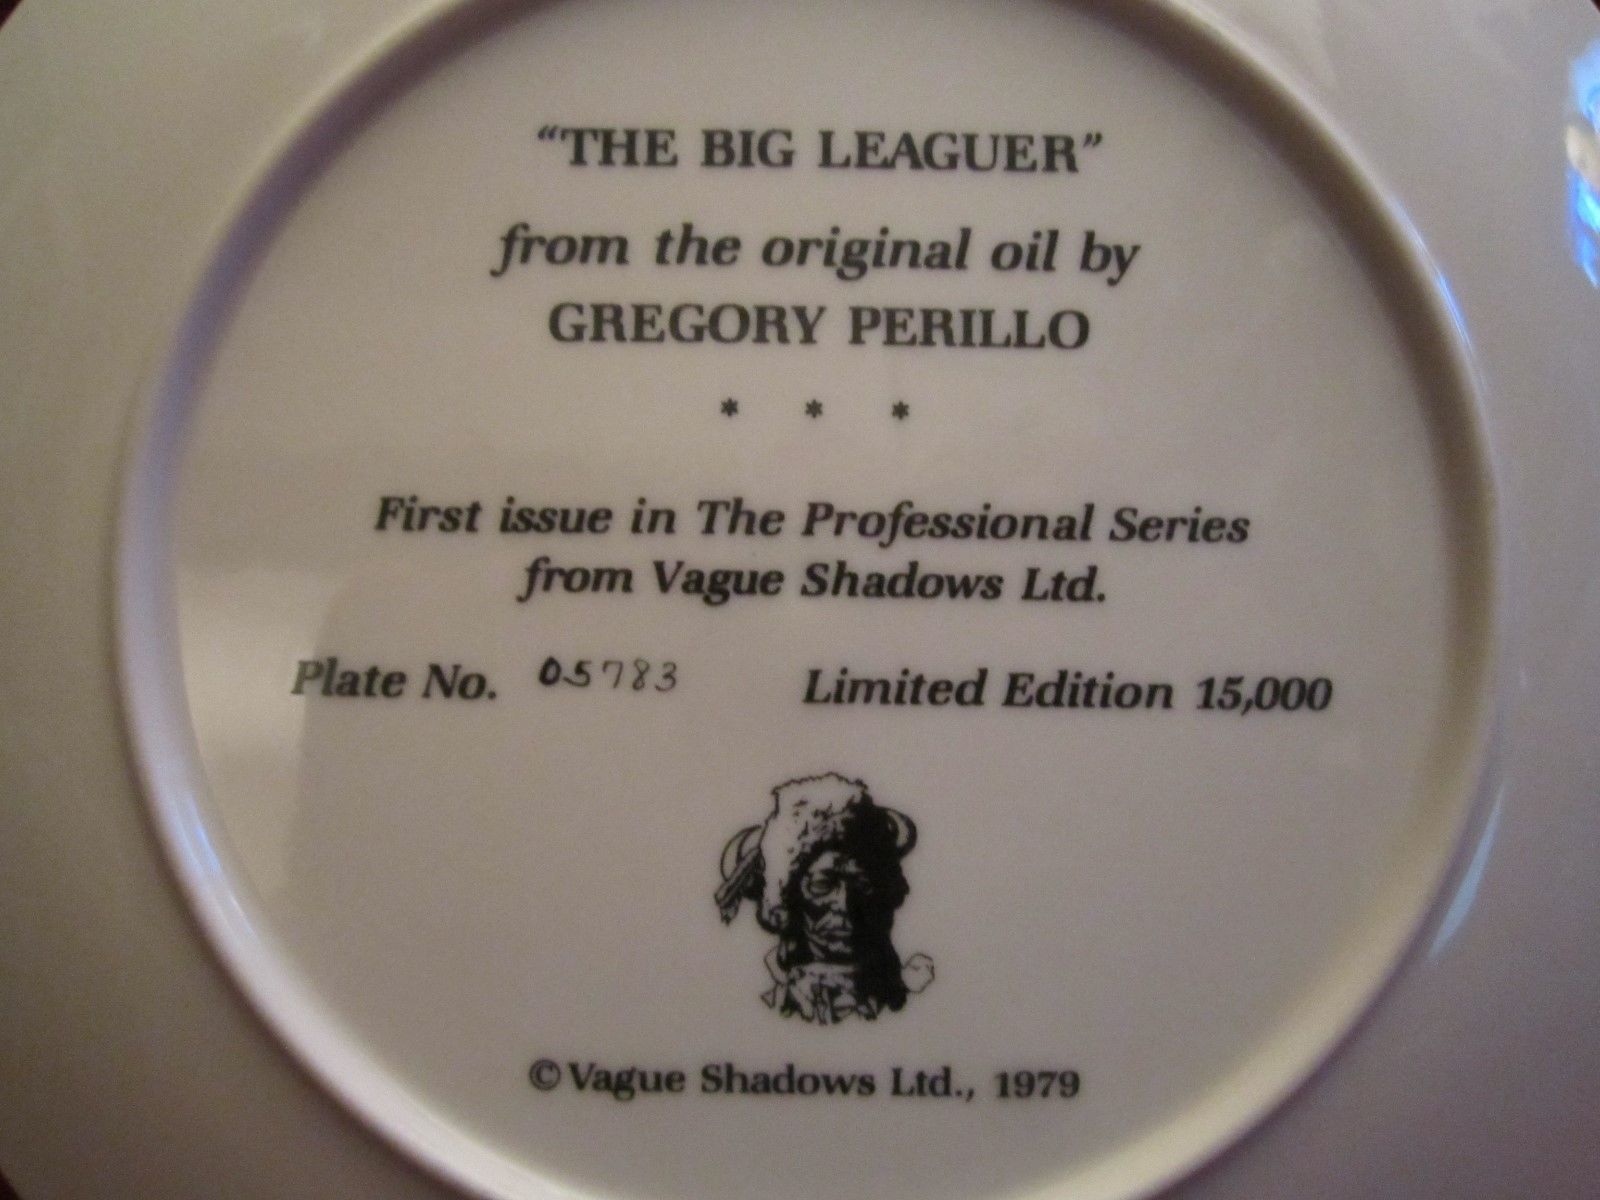 “THE BIG LEAGUER”
from the original oil by
GREGORY PERILLO
* * *
First issue in The Professional Series
from Vague Shadows Ltd.
Plate No. 05783 Limited Edition 15,000
© Vague Shadows Ltd., 1979